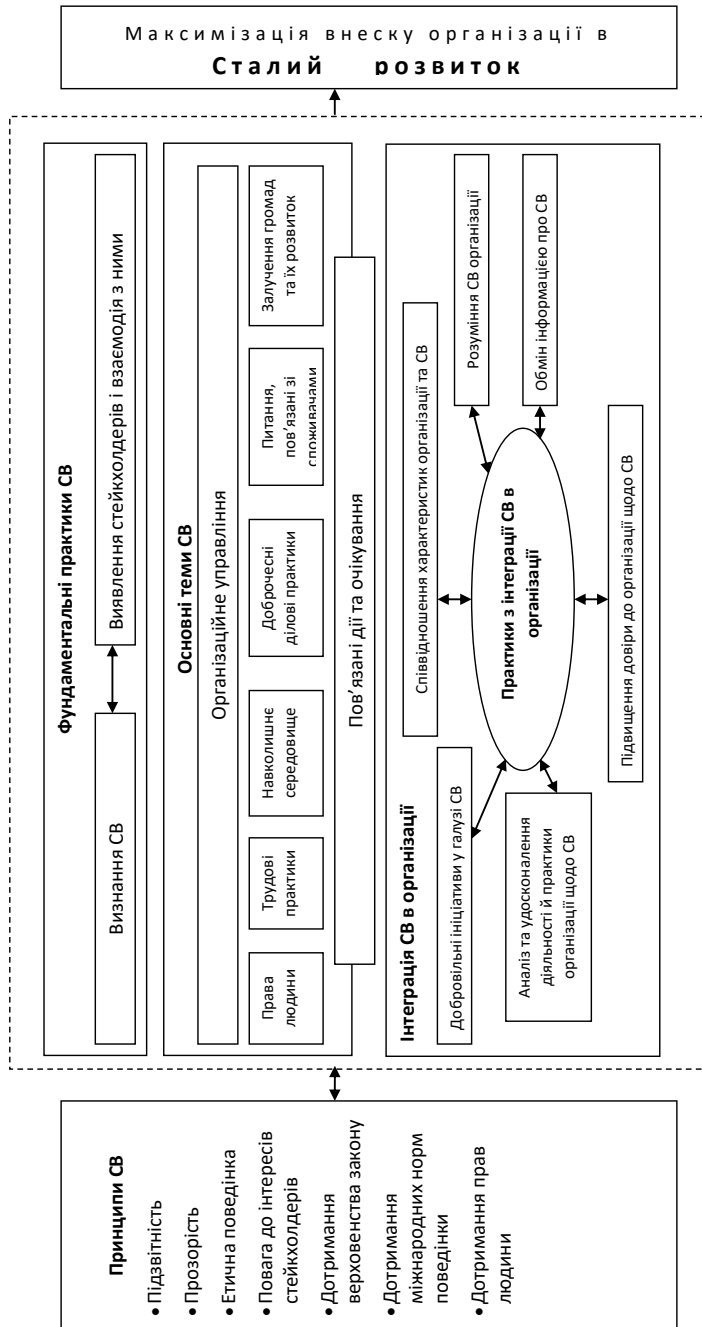 Принципи СВ
• Підзвітність
• Прозорість
• Етична поведінка
• Повага до інтересів
стейкхолдерів
• Дотримання
верховенства закону
• Дотримання
міжнародних норм
поведінки
• Дотримання прав
людини
Фундаментальні практики СВ
Визнання СВ
Виявлення стейкхолдерів і взаємодія з ними
Основні теми СВ
Організаційне управління
Права
людини
Трудові
практики
Навколишнє
середовище
Доброчесні
ділові практики
Питання,
пов’язані зі
споживачами
Залучення громад
та їх розвиток
Пов’язані дії та очікування
Інтеграція СВ в організації
Добровільні ініціативи у галузі СВ
Співвідношення характеристик організації та СВ
Розуміння СВ організації
Практики з інтеграції СВ в
організації
Аналіз та удосконалення
діяльності й практики
організації щодо СВ
Підвищення довіри до організації щодо СВ
Обмін інформацією про СВ
Максимізація внеску організації в
Сталий розвиток